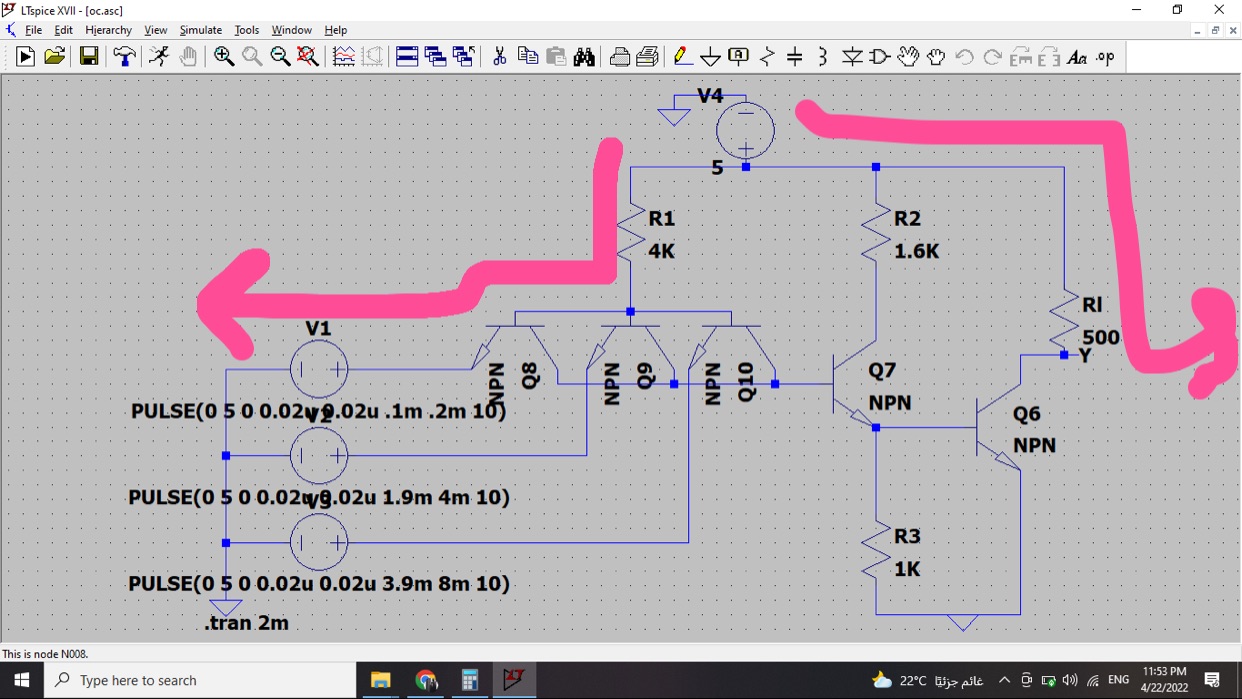 LTspice XVII - [oc.asc]
File Edit Hierarchy View Simulate Tools Window Help
Aa .op
V4
5
R1
4K
R2
1.6K
Rl
500
Y
V1
PULSE(0 5 0 0.02u 0.02u .1m .2m 10)
V2
PULSE(0 5 0 0.02u 0.02u 1.9m 4m 10)
V3
PULSE(0 5 0 0.02u 0.02u 3.9m 8m 10)
.tran 2m
NPN
Q8
NPN
Q9
NPN
Q10
Q7
NPN
Q6
NPN
R3
1K
This is node N008.
Type here to search
22°C غائم جزئيًا
ENG
11:53 PM
4/22/2022